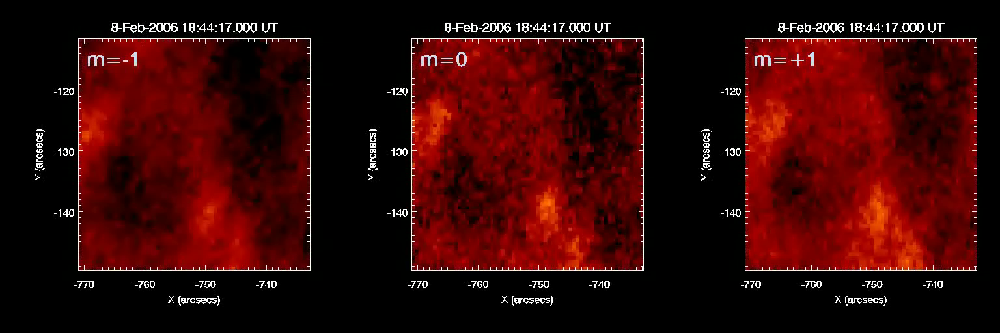 8-Feb-2006 18:44:17.000 UT
m=-1
-120
-130
-140
Y (arcsecs)
-770 -760 -750 -740
X (arcsecs)
8-Feb-2006 18:44:17.000 UT
m=0
-120
-130
-140
Y (arcsecs)
-770 -760 -750 -740
X (arcsecs)
8-Feb-2006 18:44:17.000 UT
m=+1
-120
-130
-140
Y (arcsecs)
-770 -760 -750 -740
X (arcsecs)